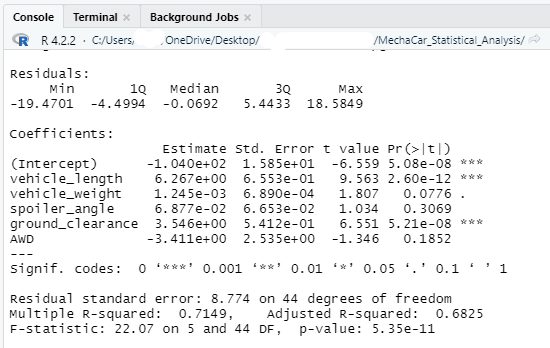 Console Terminal × Background Jobs ×
R R 4.2.2 · C:/Users/ OneDrive/Desktop/ /MechaCar_Statistical_Analysis/
Residuals:
     Min       1Q   Median       3Q      Max
-19.4701  -4.4994  -0.0692   5.4433  18.5849
Coefficients:
                   Estimate Std. Error t value Pr(>|t|)
(Intercept)      -1.040e+02  1.585e+01  -6.559 5.08e-08 ***
vehicle_length    6.267e+00  6.553e-01   9.563 2.60e-12 ***
vehicle_weight    1.245e-03  6.890e-04   1.807   0.0776 .
spoiler_angle     6.877e-02  6.653e-02   1.034   0.3069
ground_clearance  3.546e+00  5.412e-01   6.551 5.21e-08 ***
AWD              -3.411e+00  2.535e+00  -1.346   0.1852
---
Signif. codes:  0 ‘***’ 0.001 ‘**’ 0.01 ‘*’ 0.05 ‘.’ 0.1 ‘ ’ 1
Residual standard error: 8.774 on 44 degrees of freedom
Multiple R-squared:  0.7149,    Adjusted R-squared:  0.6825
F-statistic: 22.07 on 5 and 44 DF,  p-value: 5.35e-11